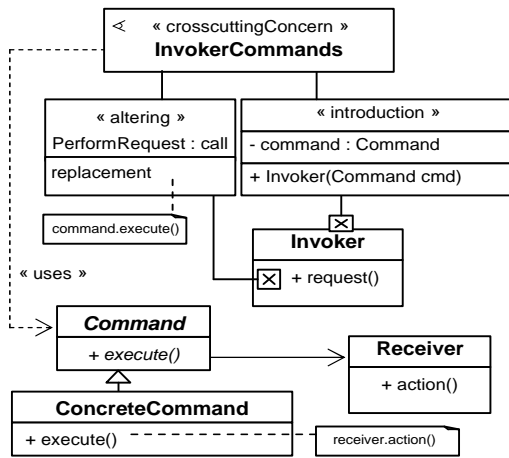 « crosscuttingConcern »
InvokerCommands
« altering »
PerformRequest : call
replacement
command.execute()
« introduction »
- command : Command
+ Invoker(Command cmd)
Invoker
+ request()
« uses »
Command
+ execute()
Receiver
+ action()
ConcreteCommand
+ execute()
receiver.action()